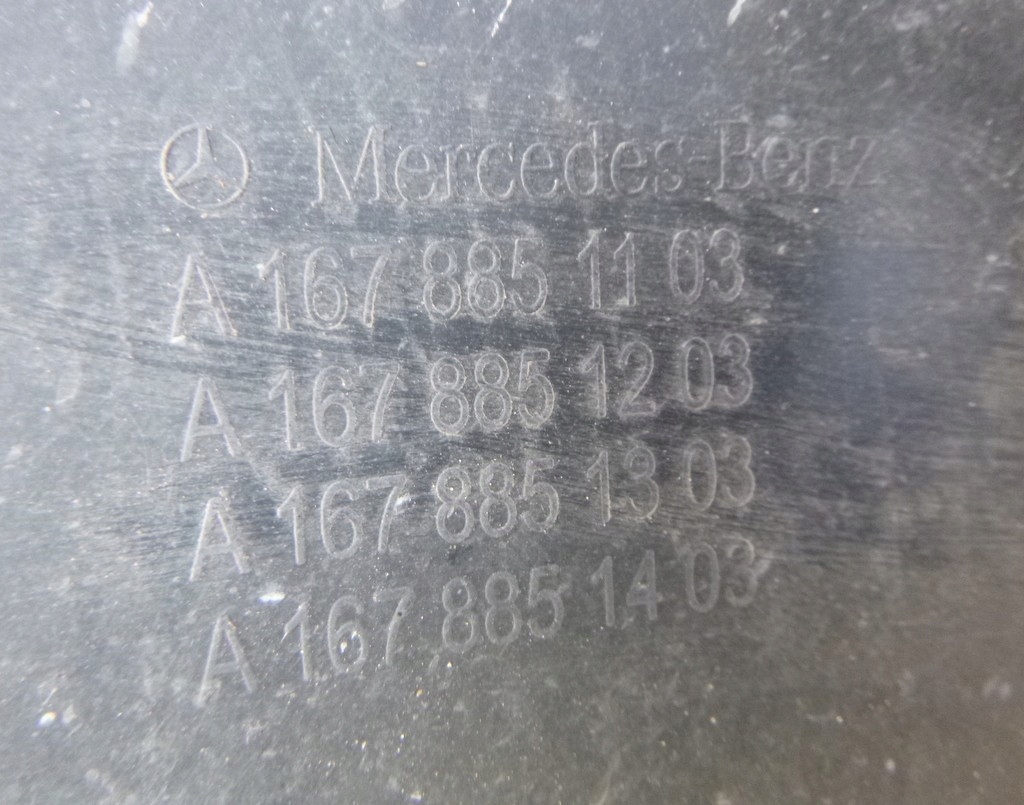 Mercedes-Benz
A 167 885 11 03
A 167 885 12 03
A 167 885 13 03
A 167 885 14 03